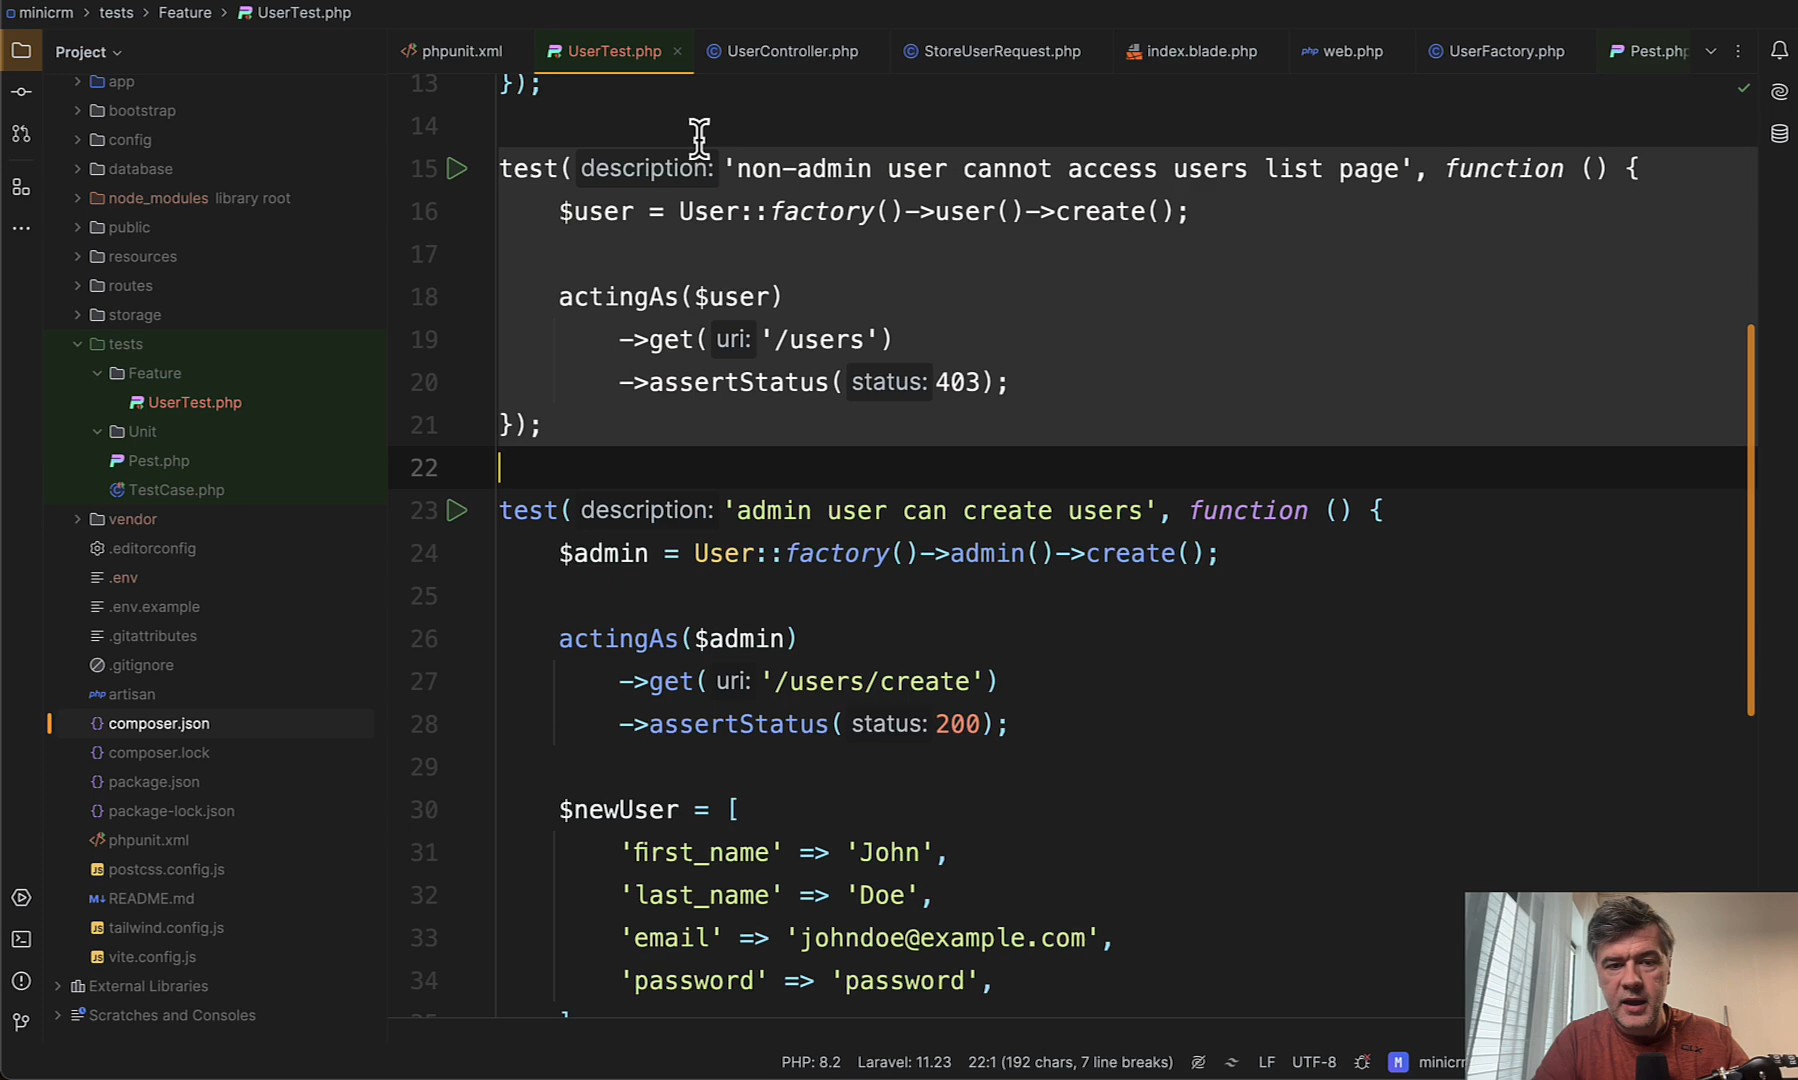 minicrm > tests > Feature > UserTest.php
Project
phpunit.xml
UserTest.php
UserController.php
StoreUserRequest.php
index.blade.php
php web.php
UserFactory.php
Pest.php
app
bootstrap
config
database
node_modules library root
public
resources
routes
storage
tests
Feature
UserTest.php
Unit
Pest.php
TestCase.php
vendor
.editorconfig
.env
.env.example
.gitattributes
.gitignore
php artisan
composer.json
composer.lock
package.json
package-lock.json
phpunit.xml
JS postcss.config.js
M↓ README.md
JS tailwind.config.js
JS vite.config.js
External Libraries
Scratches and Consoles
13 });
14
15 test( description: 'non-admin user cannot access users list page', function () {
16 $user = User::factory()->user()->create();
17
18 actingAs($user)
19 ->get( uri: '/users')
20 ->assertStatus( status: 403);
21 });
22
23 test( description: 'admin user can create users', function () {
24 $admin = User::factory()->admin()->create();
25
26 actingAs($admin)
27 ->get( uri: '/users/create')
28 ->assertStatus( status: 200);
29
30 $newUser = [
31 'first_name' => 'John',
32 'last_name' => 'Doe',
33 'email' => 'johndoe@example.com',
34 'password' => 'password',
PHP: 8.2 Laravel: 11.23 22:1 (192 chars, 7 line breaks) LF UTF-8 M minicrm